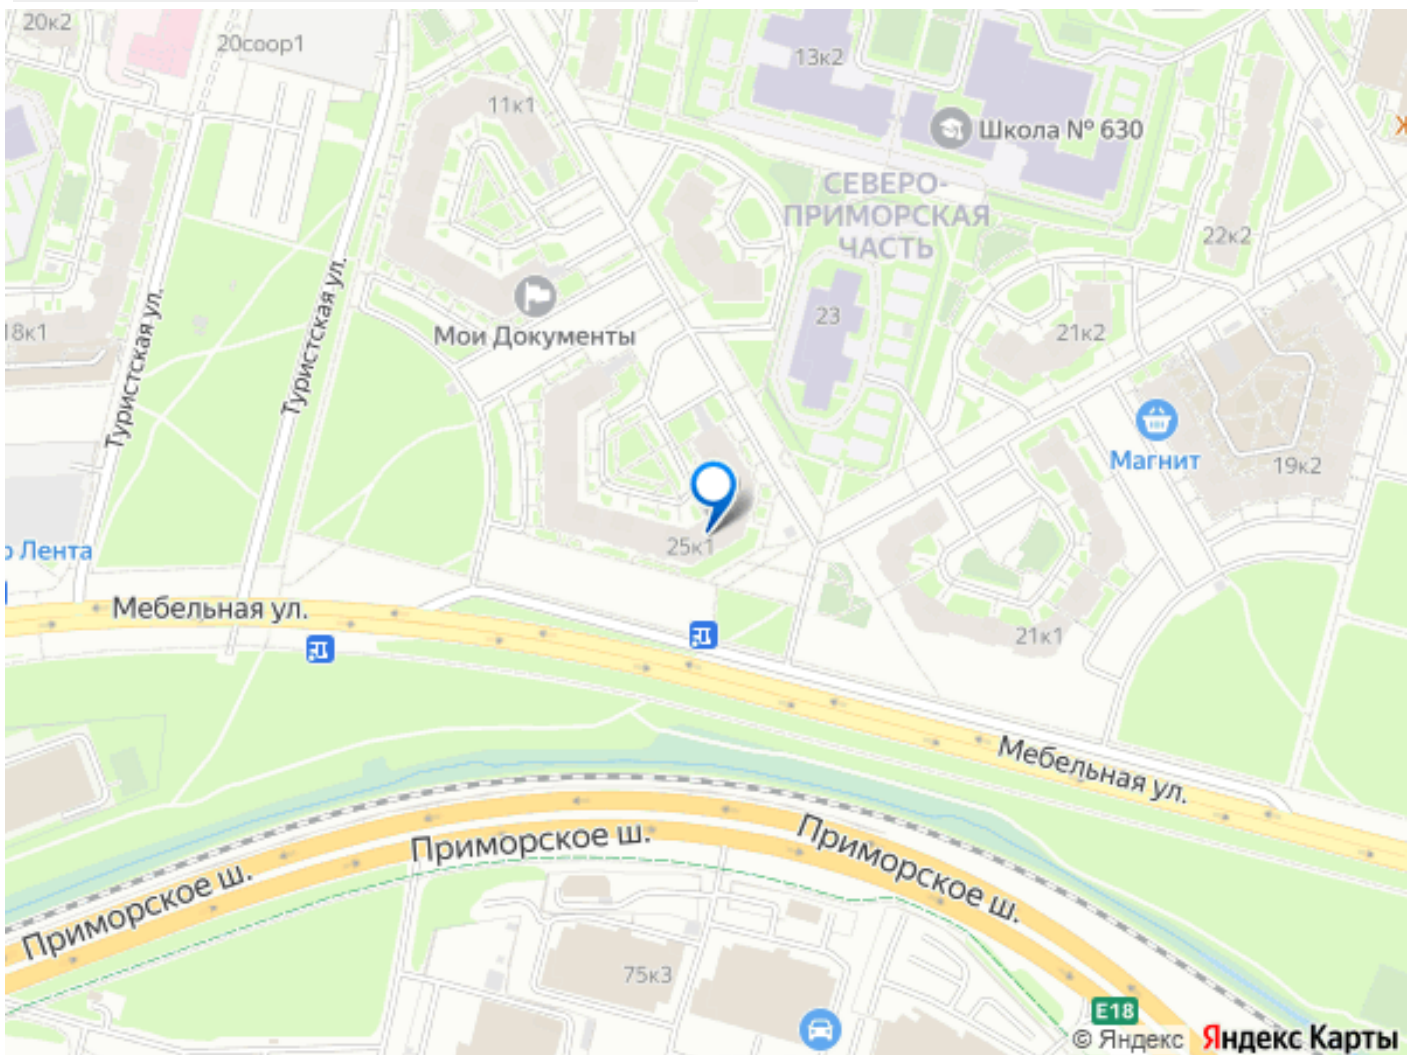 20к2
20соор1
13к2
11к1
Школа № 630
СЕВЕРО-
ПРИМОРСКАЯ
ЧАСТЬ
22к2
Туристская ул.
Туристская ул.
18к1
Мои Документы
23
21к2
Магнит
19к2
25к1
Лента
Мебельная ул.
21к1
Мебельная ул.
Приморское ш.
Приморское ш.
Приморское ш.
75к3
E18
© Яндекс Яндекс Карты